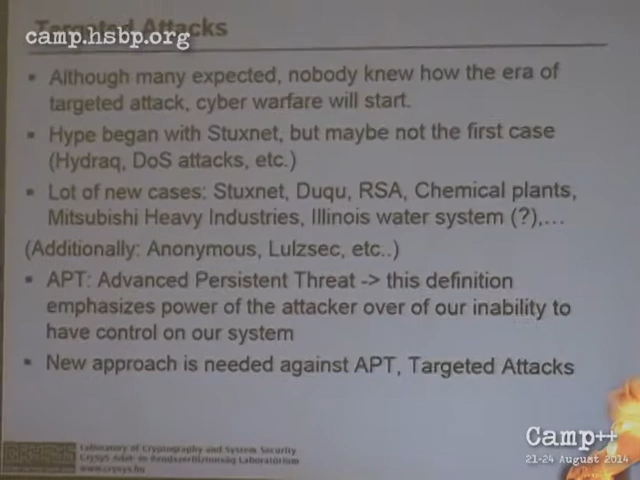 Targeted Attacks
camp.hsbp.org
Although many expected, nobody knew how the era of
targeted attack, cyber warfare will start.
Hype began with Stuxnet, but maybe not the first case
(Hydraq, DoS attacks, etc.)
Lot of new cases: Stuxnet, Duqu, RSA, Chemical plants,
Mitsubishi Heavy Industries, Illinois water system (?),...
(Additionally: Anonymous, Lulzsec, etc..)
APT: Advanced Persistent Threat -> this definition
emphasizes power of the attacker over of our inability to
have control on our system
New approach is needed against APT, Targeted Attacks
Laboratory of Cryptography and System Security
CrySyS Adat- és Rendszerbiztonság Laboratórium
www.crysys.hu
Camp++
21-24 August 2014